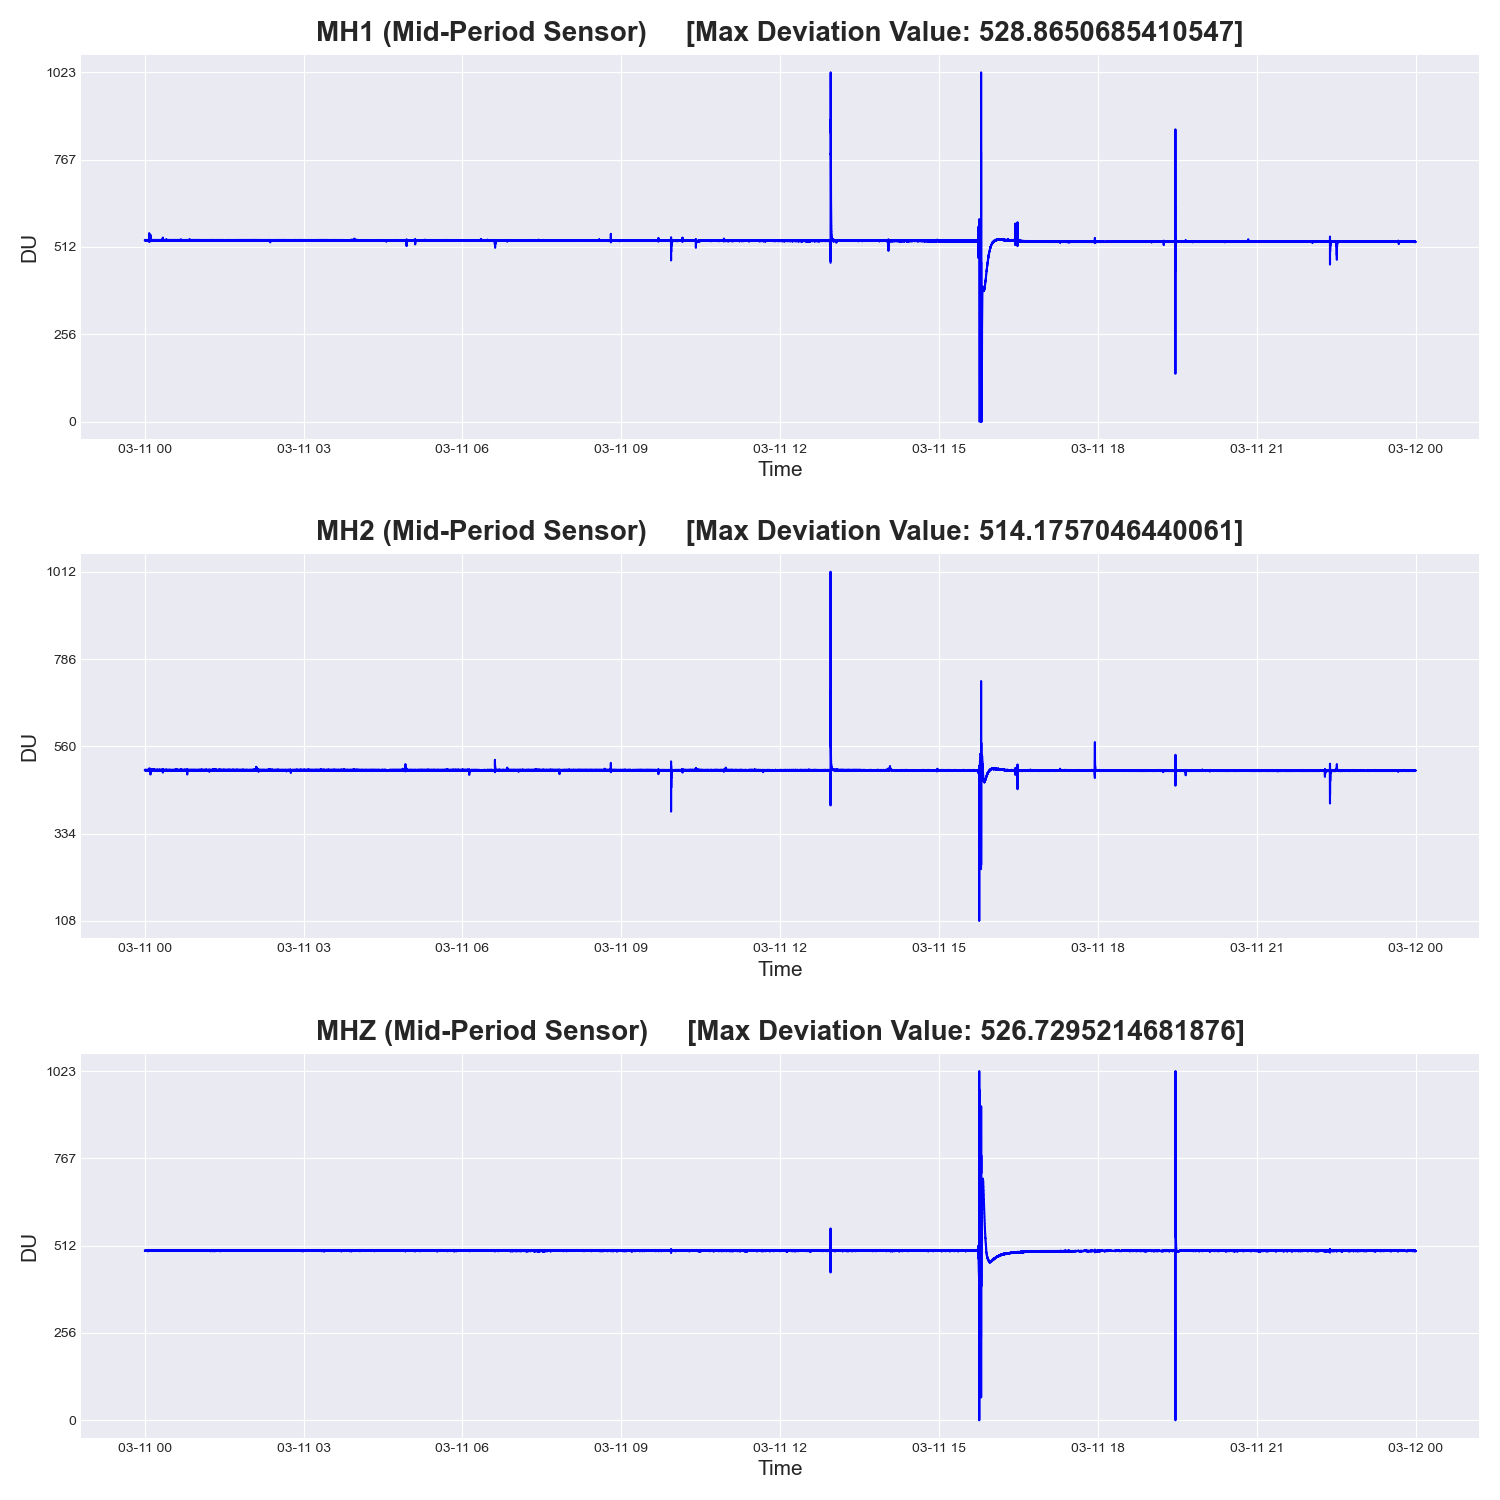 MH1 (Mid-Period Sensor) [Max Deviation Value: 528.8650685410547]
1023
767
512
256
0
DU
03-11 00 03-11 03 03-11 06 03-11 09 03-11 12 03-11 15 03-11 18 03-11 21 03-12 00
Time
MH2 (Mid-Period Sensor) [Max Deviation Value: 514.1757046440061]
1012
786
560
334
108
DU
03-11 00 03-11 03 03-11 06 03-11 09 03-11 12 03-11 15 03-11 18 03-11 21 03-12 00
Time
MHZ (Mid-Period Sensor) [Max Deviation Value: 526.7295214681876]
1023
767
512
256
0
DU
03-11 00 03-11 03 03-11 06 03-11 09 03-11 12 03-11 15 03-11 18 03-11 21 03-12 00
Time